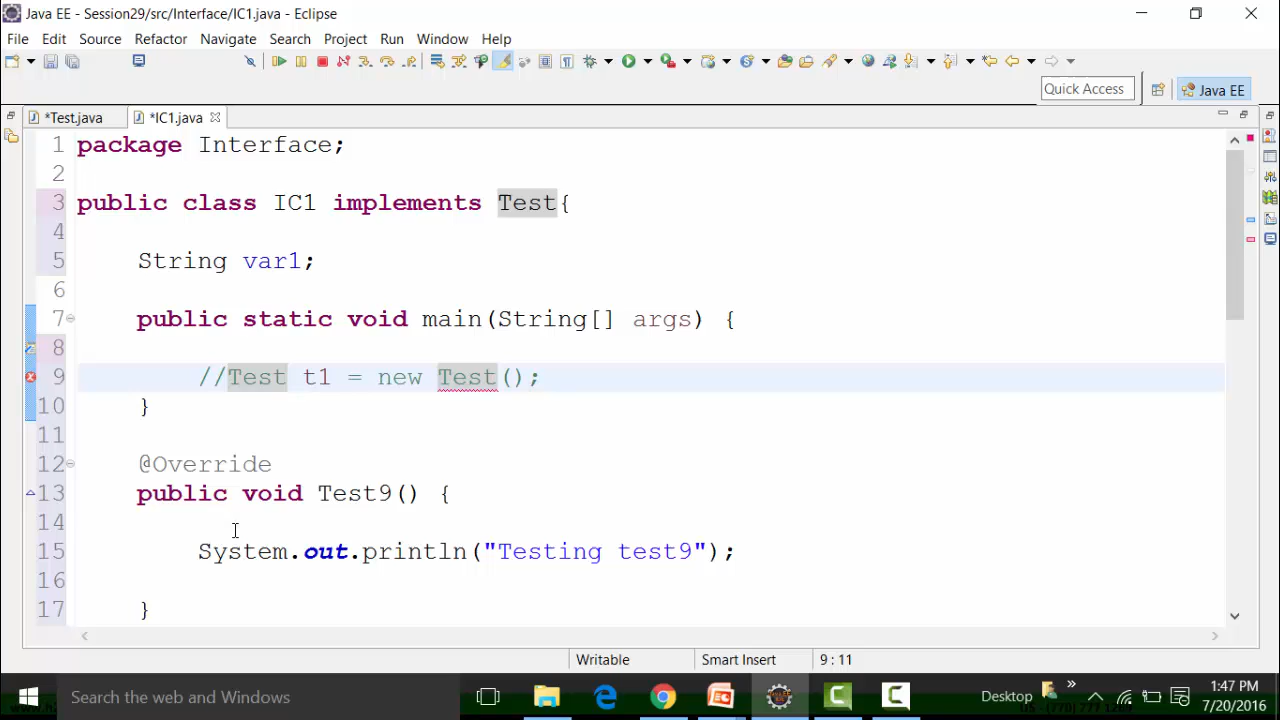 Java EE - Session29/src/Interface/IC1.java - Eclipse
File Edit Source Refactor Navigate Search Project Run Window Help
Quick Access Java EE
*Test.java *IC1.java
1 package Interface;
2
3 public class IC1 implements Test{
4
5 String var1;
6
7 public static void main(String[] args) {
8
9 //Test t1 = new Test();
10 }
11
12 @Override
13 public void Test9() {
14
15 System.out.println("Testing test9");
16
17 }
Writable Smart Insert 9 : 11
Search the web and Windows
Desktop
1:47 PM
7/20/2016